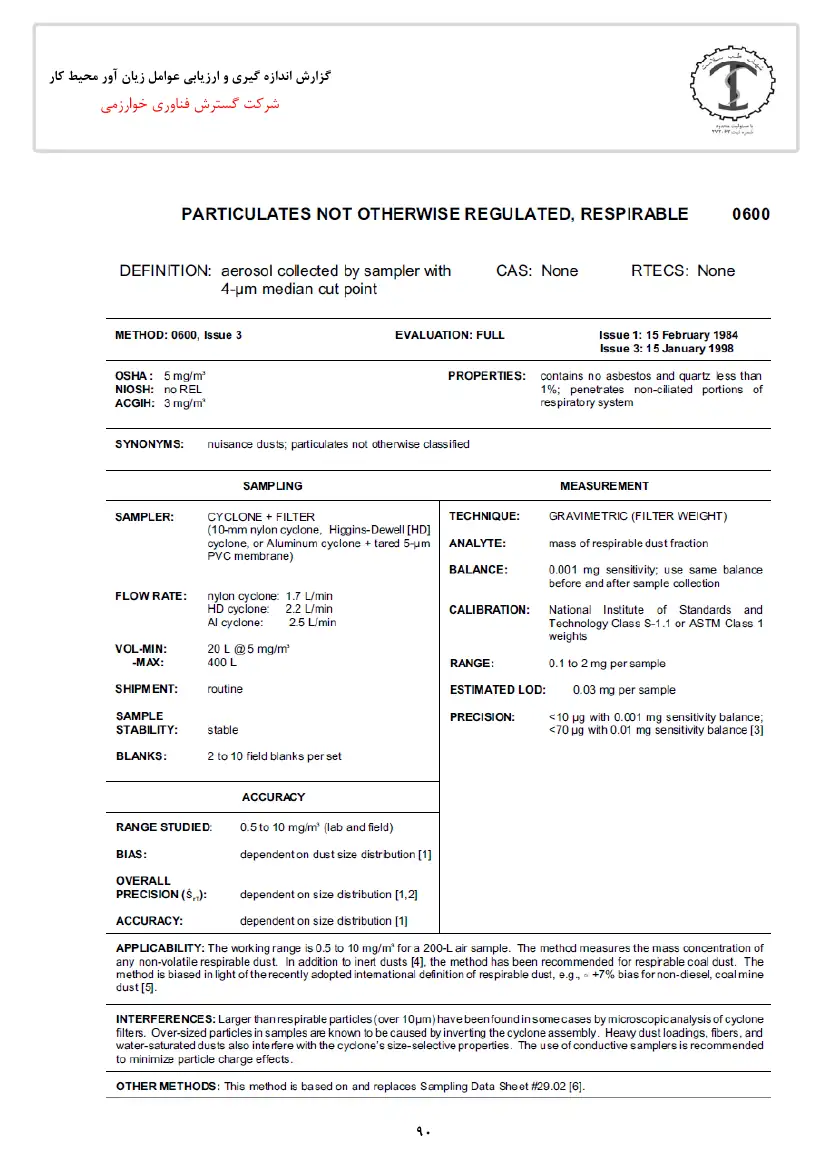 گزارش اندازه گیری و ارزیابی عوامل زیان آور محیط کار
شرکت گسترش فناوری خوارزمی
شهاب طب سلامت
با مسئولیت محدود
PARTICULATES NOT OTHERWISE REGULATED, RESPIRABLE 0600
DEFINITION: aerosol collected by sampler with CAS: None RTECS: None
4-µm median cut point
METHOD: 0600, Issue 3 EVALUATION: FULL Issue 1: 15 February 1984
Issue 3: 15 January 1998
OSHA : 5 mg/m³
NIOSH: no REL
ACGIH: 3 mg/m³
PROPERTIES: contains no asbestos and quartz less than
1%; penetrates non-ciliated portions of
respiratory system
SYNONYMS: nuisance dusts; particulates not otherwise classified
SAMPLING
SAMPLER: CYCLONE + FILTER
(10-mm nylon cyclone, Higgins-Dewell [HD]
cyclone, or Aluminum cyclone + tared 5-µm
PVC membrane)
FLOW RATE: nylon cyclone: 1.7 L/min
HD cyclone: 2.2 L/min
Al cyclone: 2.5 L/min
VOL-MIN: 20 L @ 5 mg/m³
-MAX: 400 L
SHIPMENT: routine
SAMPLE
STABILITY: stable
BLANKS: 2 to 10 field blanks per set
ACCURACY
RANGE STUDIED: 0.5 to 10 mg/m³ (lab and field)
BIAS: dependent on dust size distribution [1]
OVERALL
PRECISION (ŜrT): dependent on size distribution [1,2]
ACCURACY: dependent on size distribution [1]
MEASUREMENT
TECHNIQUE: GRAVIMETRIC (FILTER WEIGHT)
ANALYTE: mass of respirable dust fraction
BALANCE: 0.001 mg sensitivity; use same balance
before and after sample collection
CALIBRATION: National Institute of Standards and
Technology Class S-1.1 or ASTM Class 1
weights
RANGE: 0.1 to 2 mg per sample
ESTIMATED LOD: 0.03 mg per sample
PRECISION: <10 µg with 0.001 mg sensitivity balance;
<70 µg with 0.01 mg sensitivity balance [3]
APPLICABILITY: The working range is 0.5 to 10 mg/m³ for a 200-L air sample. The method measures the mass concentration of
any non-volatile respirable dust. In addition to inert dusts [4], the method has been recommended for respirable coal dust. The
method is biased in light of the recently adopted international definition of respirable dust, e.g., ≈ +7% bias for non-diesel, coal mine
dust [5].
INTERFERENCES: Larger than respirable particles (over 10 µm) have been found in some cases by microscopic analysis of cyclone
filters. Over-sized particles in samples are known to be caused by inverting the cyclone assembly. Heavy dust loadings, fibers, and
water-saturated dusts also interfere with the cyclone's size-selective properties. The use of conductive samplers is recommended
to minimize particle charge effects.
OTHER METHODS: This method is based on and replaces Sampling Data Sheet #29.02 [6].
۹۰